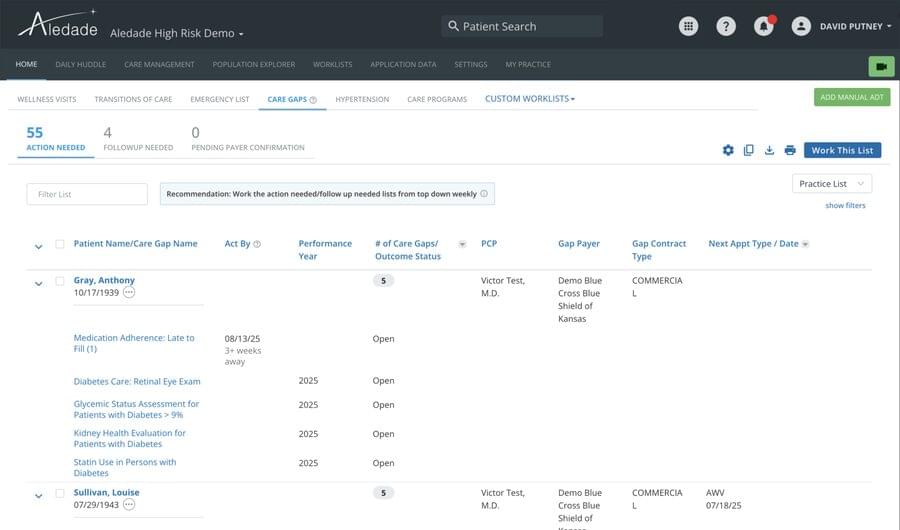 Aledade
Aledade High Risk Demo
Patient Search
?
DAVID PUTNEY
HOME DAILY HUDDLE CARE MANAGEMENT POPULATION EXPLORER WORKLISTS APPLICATION DATA SETTINGS MY PRACTICE
WELLNESS VISITS TRANSITIONS OF CARE EMERGENCY LIST CARE GAPS ? HYPERTENSION CARE PROGRAMS CUSTOM WORKLISTS
ADD MANUAL ADT
55 4 0
ACTION NEEDED FOLLOWUP NEEDED PENDING PAYER CONFIRMATION
Work This List
Filter List
Recommendation: Work the action needed/follow up needed lists from top down weekly
Practice List
show filters
Patient Name/Care Gap Name Act By ? Performance # of Care Gaps/ PCP Gap Payer Gap Contract Next Appt Type / Date
Year Outcome Status Type
Gray, Anthony 5 Victor Test, Demo Blue COMMERCIA
10/17/1939 M.D. Cross Blue L
Shield of
Kansas
Medication Adherence: Late to 08/13/25 Open
Fill (1) 3+ weeks
away
Diabetes Care: Retinal Eye Exam 2025 Open
Glycemic Status Assessment for 2025 Open
Patients with Diabetes > 9%
Kidney Health Evaluation for 2025 Open
Patients with Diabetes
Statin Use in Persons with 2025 Open
Diabetes
Sullivan, Louise 5 Victor Test, Demo Blue COMMERCIA AWV
07/29/1943 M.D. Cross Blue L 07/18/25
Shield of